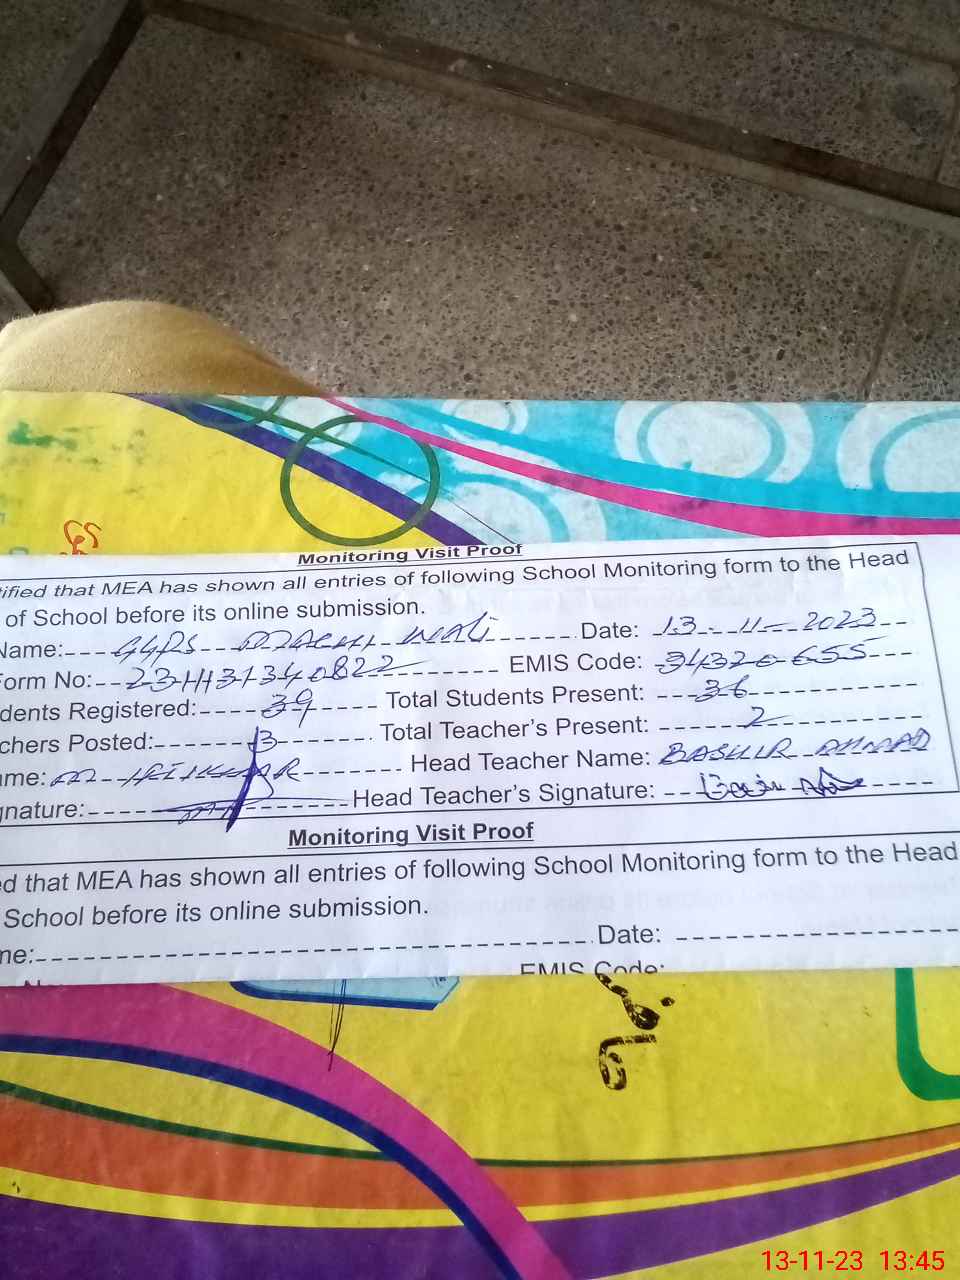 Monitoring Visit Proof
tified that MEA has shown all entries of following School Monitoring form to the Head
of School before its online submission.
Name: GGPS WALI Date: 13-11-2023
orm No: EMIS Code: 34320655
dents Registered: 39 Total Students Present: 36
chers Posted: 3 Total Teacher's Present: 2
ame: M Head Teacher Name: BASHIR AHMAD
gnature: Head Teacher's Signature:
Monitoring Visit Proof
ed that MEA has shown all entries of following School Monitoring form to the Head
School before its online submission.
me: Date:
EMIS Code:
13-11-23 13:45